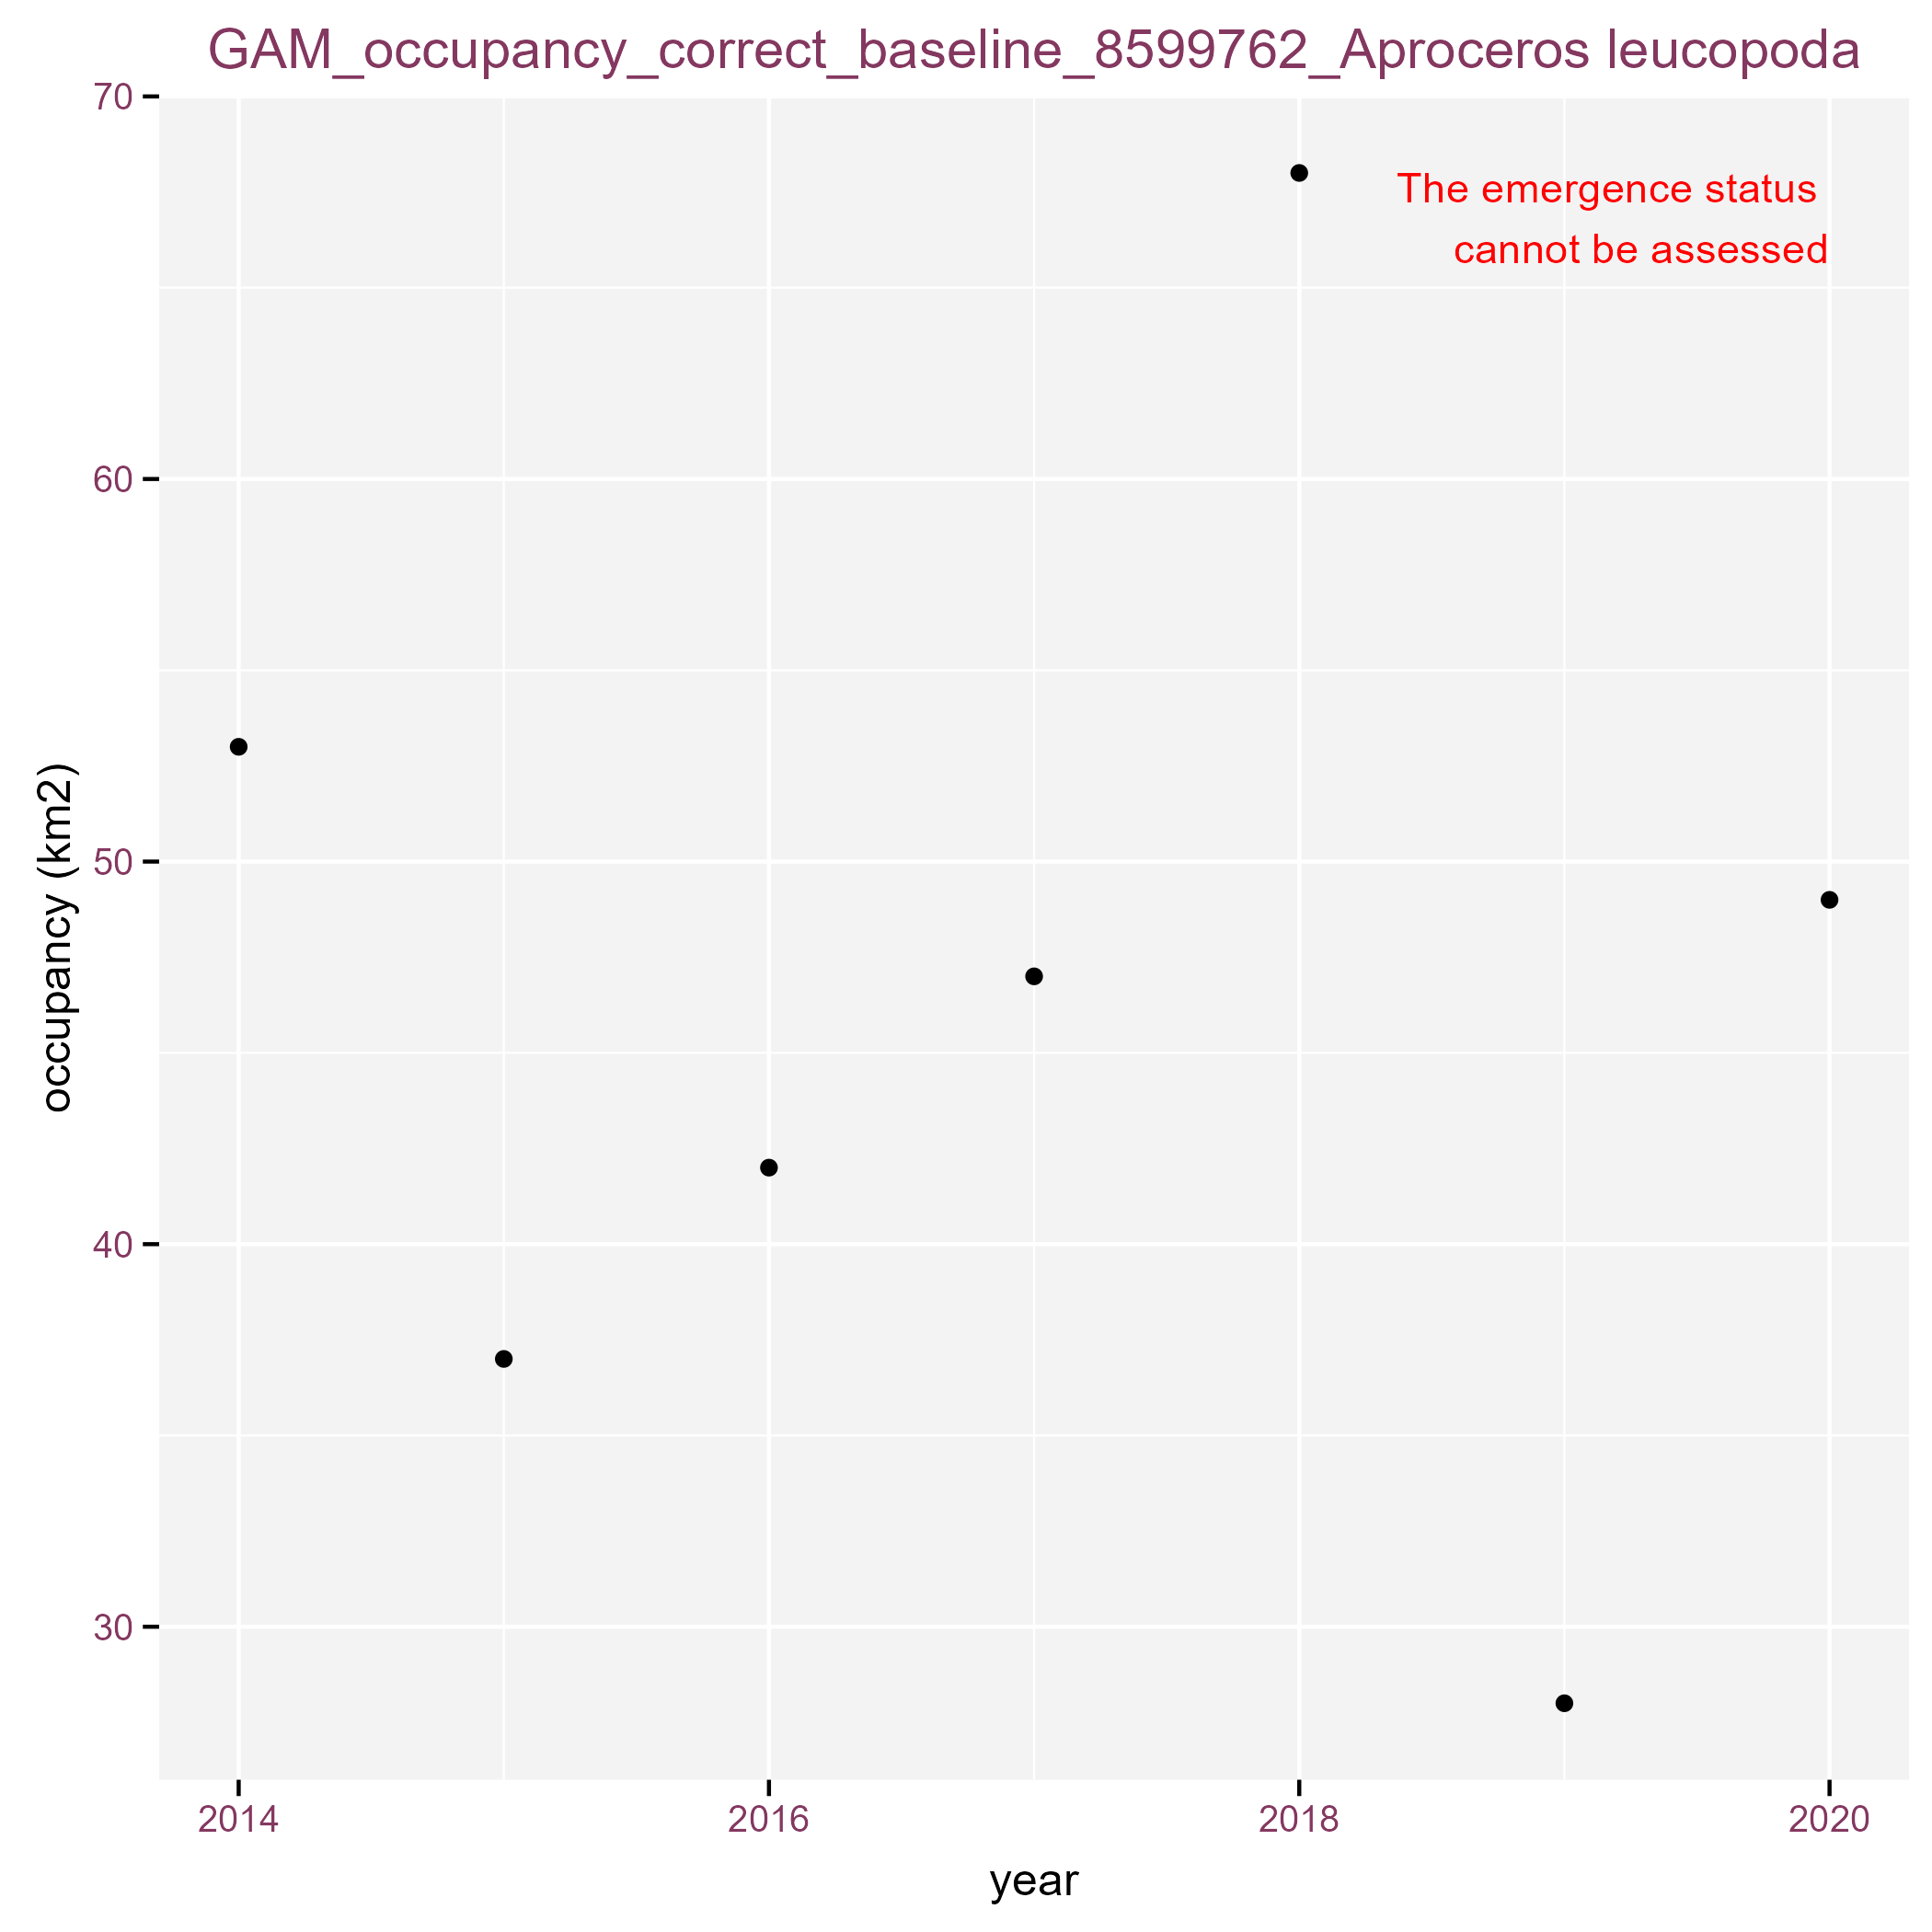 GAM_occupancy_correct_baseline_8599762_Aproceros leucopoda
70
The emergence status
cannot be assessed
60
50
40
30
occupancy (km2)
2014
2016
2018
2020
year